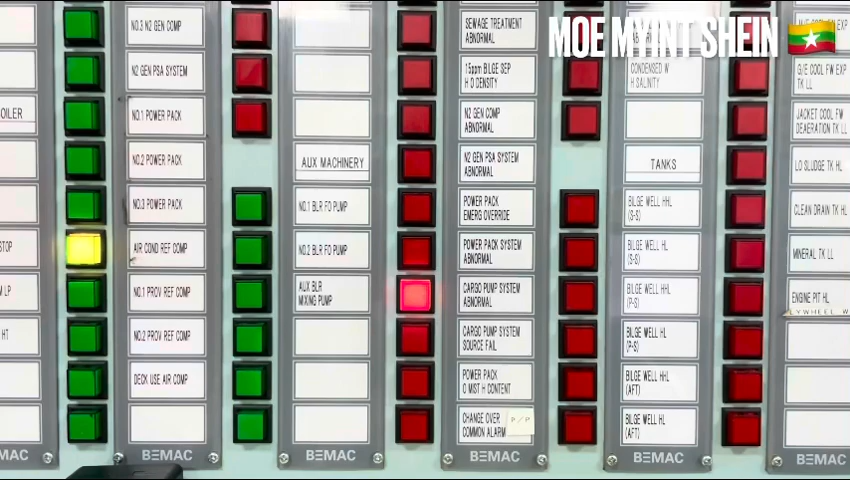 MOE MYINT SHEIN
OILER
STOP
M LP
HT
MAC
NO.3 N2 GEN COMP
N2 GEN PSA SYSTEM
NO.1 POWER PACK
NO.2 POWER PACK
NO.3 POWER PACK
AIR COND REF COMP
NO.1 PROV REF COMP
NO.2 PROV REF COMP
DECK USE AIR COMP
BEMAC
AUX MACHINERY
NO.1 BLR FO PUMP
NO.2 BLR FO PUMP
AUX BLR
MIXING PUMP
BEMAC
SEWAGE TREATMENT
ABNORMAL
15ppm BILGE SEP
H O DENSITY
N2 GEN COMP
ABNORMAL
N2 GEN PSA SYSTEM
ABNORMAL
POWER PACK
EMERG OVERRIDE
POWER PACK SYSTEM
ABNORMAL
CARGO PUMP SYSTEM
ABNORMAL
CARGO PUMP SYSTEM
SOURCE FAIL
POWER PACK
O MIST H CONTENT
CHANGE OVER
COMMON ALARM
P/P
BEMAC
ABNORMAL
CONDENSED W
H SALINITY
TANKS
BILGE WELL HHL
(S-S)
BILGE WELL HL
(S-S)
BILGE WELL HHL
(P-S)
BILGE WELL HL
(P-S)
BILGE WELL HHL
(AFT)
BILGE WELL HL
(AFT)
BEMAC
G/E COOL FW EXP
TK LL
JACKET COOL FW
DEAERATION TK LL
LO SLUDGE TK HL
CLEAN DRAIN TK HL
MINERAL TK LL
ENGINE PIT HL
LYWHEEL W
BEMAC